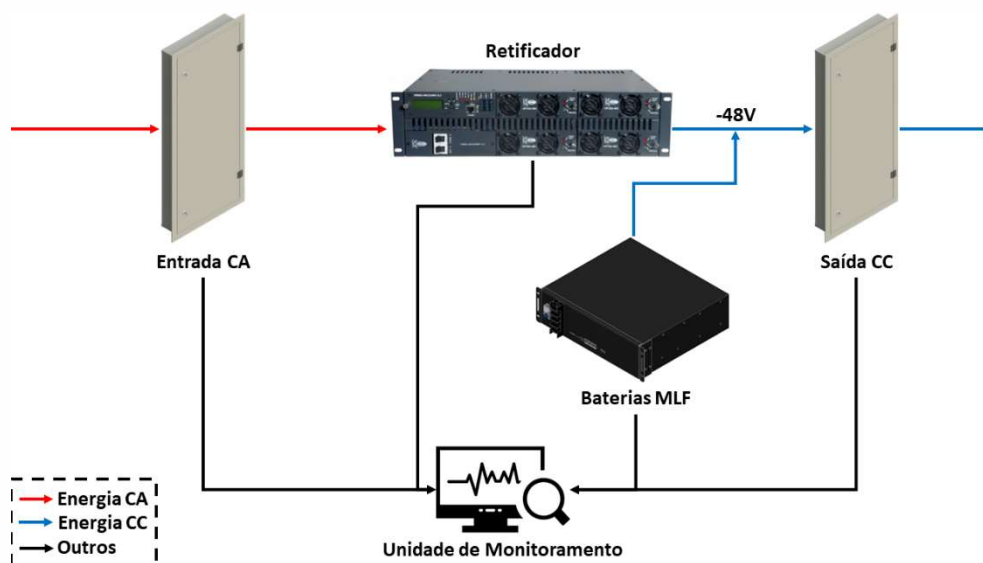 Retificador
-48V
Entrada CA
Saída CC
Baterias MLF
Energia CA
Energia CC
Outros
Unidade de Monitoramento